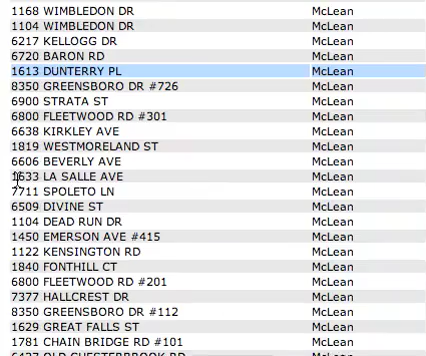 1168 WIMBLEDON DR McLean
1104 WIMBLEDON DR McLean
6217 KELLOGG DR McLean
6720 BARON RD McLean
1613 DUNTERRY PL McLean
8350 GREENSBORO DR #726 McLean
6900 STRATA ST McLean
6800 FLEETWOOD RD #301 McLean
6638 KIRKLEY AVE McLean
1819 WESTMORELAND ST McLean
6606 BEVERLY AVE McLean
1633 LA SALLE AVE McLean
7711 SPOLETO LN McLean
6509 DIVINE ST McLean
1104 DEAD RUN DR McLean
1450 EMERSON AVE #415 McLean
1122 KENSINGTON RD McLean
1840 FONTHILL CT McLean
6800 FLEETWOOD RD #201 McLean
7377 HALLCREST DR McLean
8350 GREENSBORO DR #112 McLean
1629 GREAT FALLS ST McLean
1781 CHAIN BRIDGE RD #101 McLean
6427 OLD CHESTERBROOK RD McLean